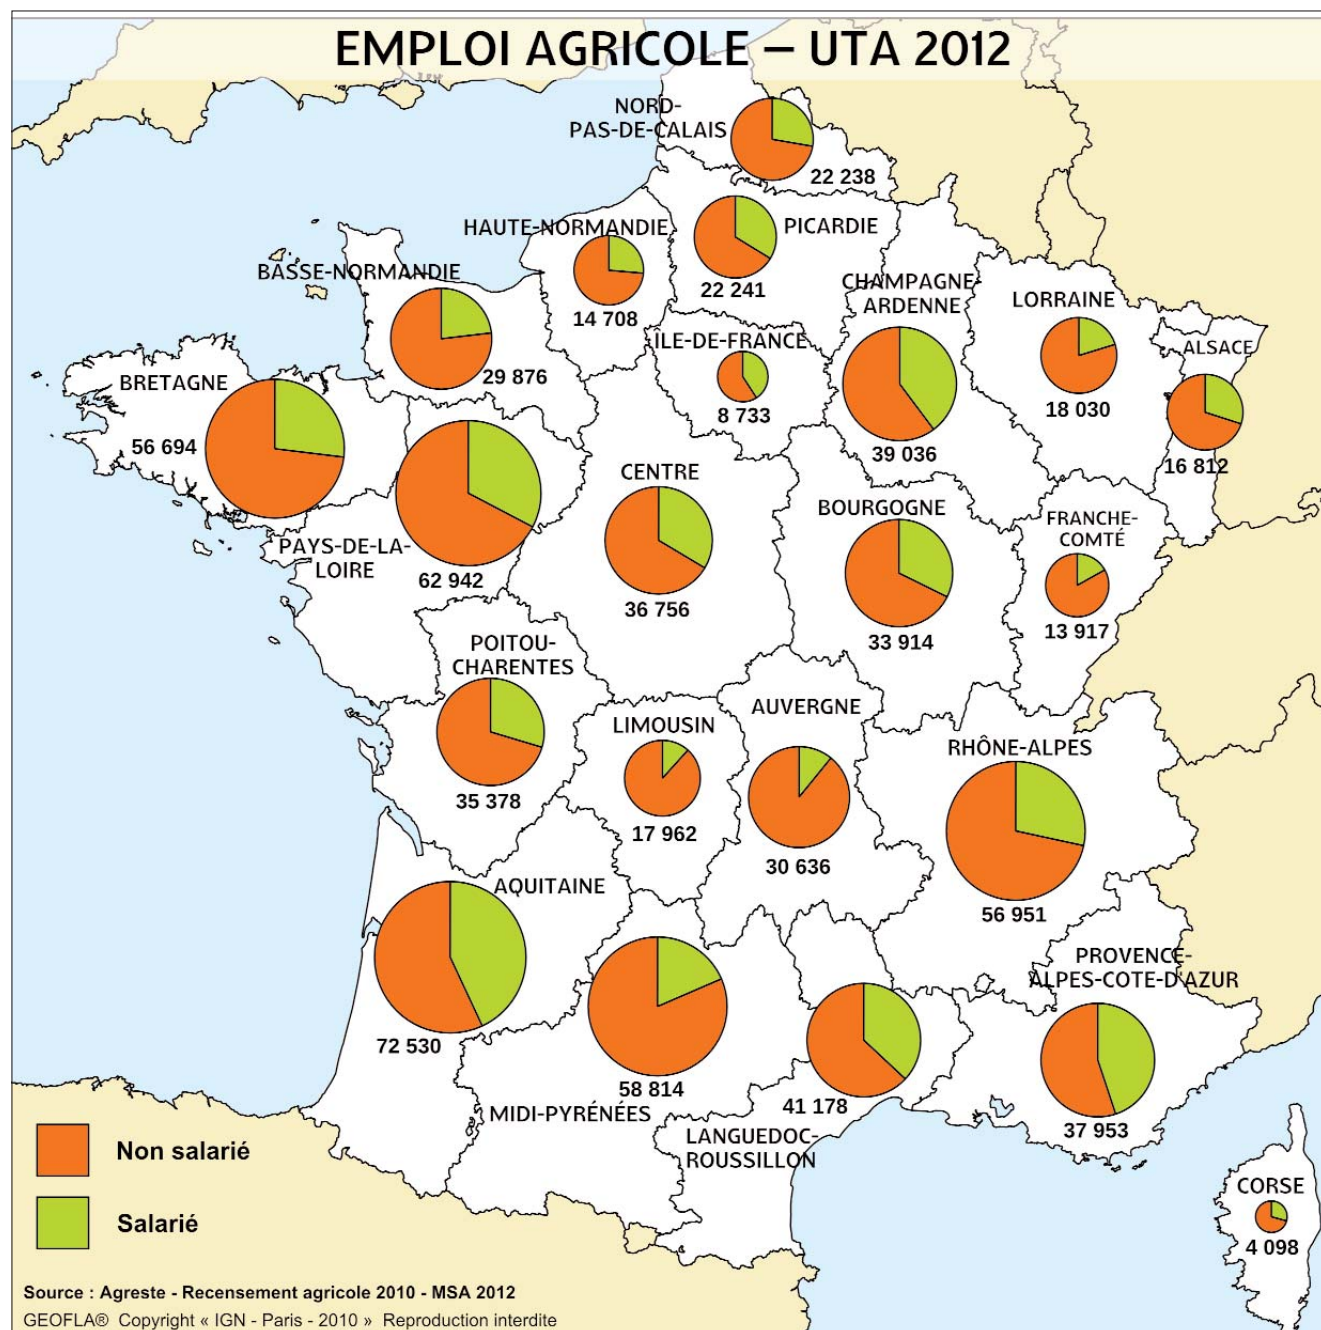 EMPLOI AGRICOLE – UTA 2012
NORD-
PAS-DE-CALAIS
22 238
HAUTE-NORMANDIE
14 708
PICARDIE
22 241
BASSE-NORMANDIE
29 876
CHAMPAGNE-
ARDENNE
39 036
LORRAINE
18 030
ÎLE-DE-FRANCE
8 733
ALSACE
16 812
BRETAGNE
56 694
PAYS-DE-LA-
LOIRE
62 942
CENTRE
36 756
BOURGOGNE
33 914
FRANCHE-
COMTÉ
13 917
POITOU-
CHARENTES
35 378
LIMOUSIN
17 962
AUVERGNE
30 636
RHÔNE-ALPES
56 951
AQUITAINE
72 530
MIDI-PYRÉNÉES
58 814
LANGUEDOC-
ROUSSILLON
41 178
PROVENCE-
ALPES-COTE-D'AZUR
37 953
CORSE
4 098
Non salarié
Salarié
Source : Agreste - Recensement agricole 2010 - MSA 2012
GEOFLA® Copyright « IGN - Paris - 2010 » Reproduction interdite